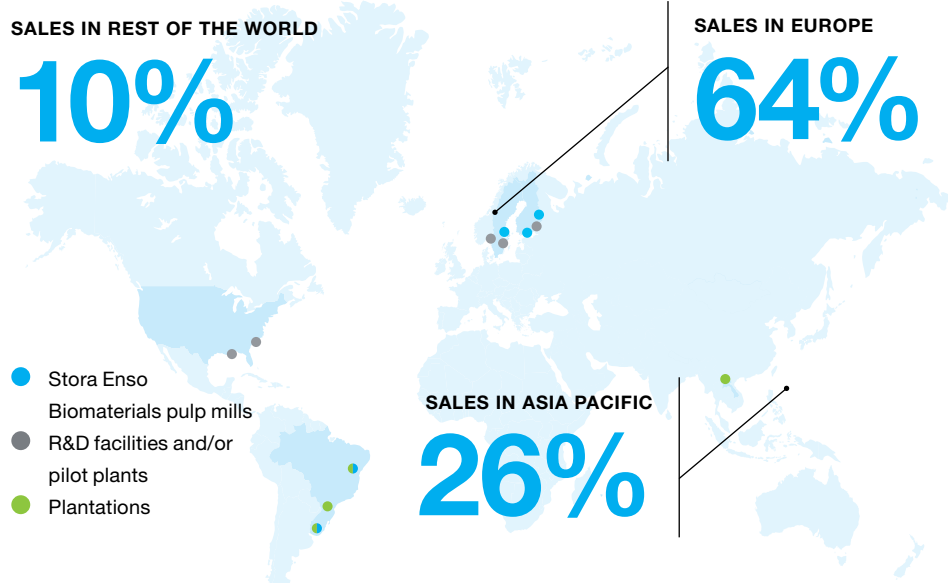 SALES IN REST OF THE WORLD
10%
SALES IN EUROPE
64%
Stora Enso
Biomaterials pulp mills
R&D facilities and/or
pilot plants
Plantations
SALES IN ASIA PACIFIC
26%